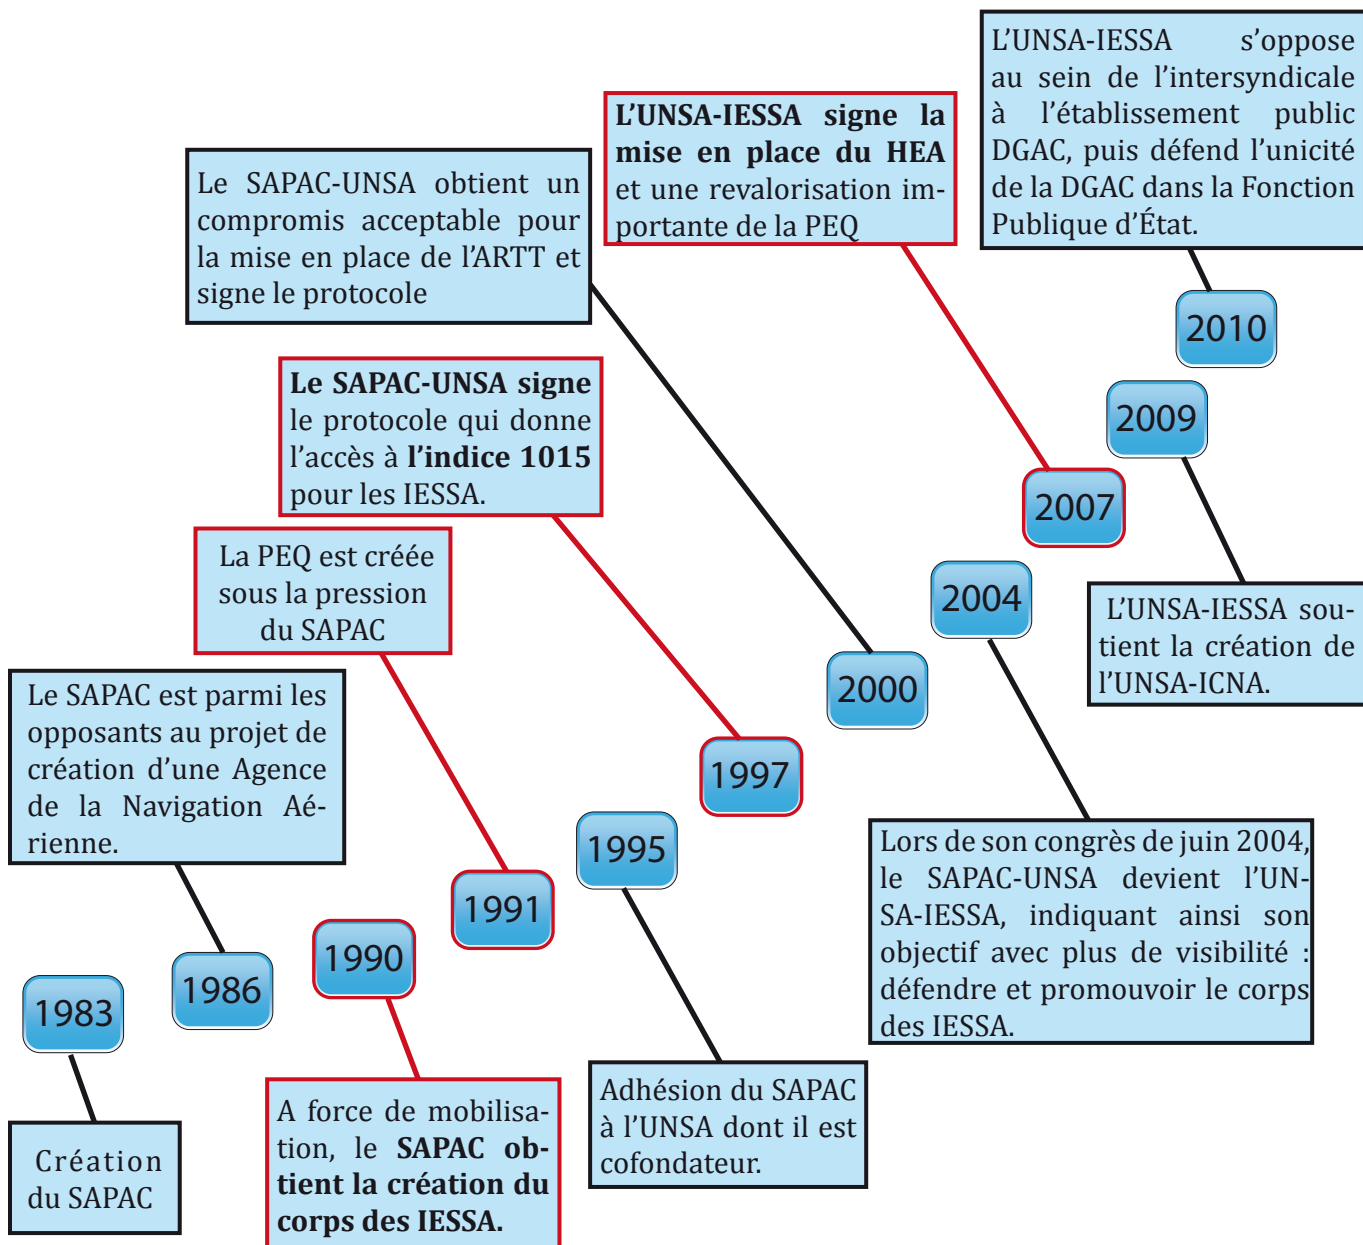 L’UNSA-IESSA s’oppose
au sein de l’intersyndicale
à l’établissement public
DGAC, puis défend l’unicité
de la DGAC dans la Fonction
Publique d’État.
L’UNSA-IESSA signe la
mise en place du HEA
et une revalorisation im-
portante de la PEQ
Le SAPAC-UNSA obtient un
compromis acceptable pour
la mise en place de l’ARTT et
signe le protocole
2010
Le SAPAC-UNSA signe
le protocole qui donne
l’accès à l’indice 1015
pour les IESSA.
2009
2007
La PEQ est créée
sous la pression
du SAPAC
2004
L’UNSA-IESSA sou-
tient la création de
l’UNSA-ICNA.
2000
Le SAPAC est parmi les
opposants au projet de
création d’une Agence
de la Navigation Aé-
rienne.
1997
1995
Lors de son congrès de juin 2004,
le SAPAC-UNSA devient l’UN-
SA-IESSA, indiquant ainsi son
objectif avec plus de visibilité :
défendre et promouvoir le corps
des IESSA.
1991
1990
1986
1983
A force de mobilisa-
tion, le SAPAC ob-
tient la création du
corps des IESSA.
Adhésion du SAPAC
à l’UNSA dont il est
cofondateur.
Création
du SAPAC